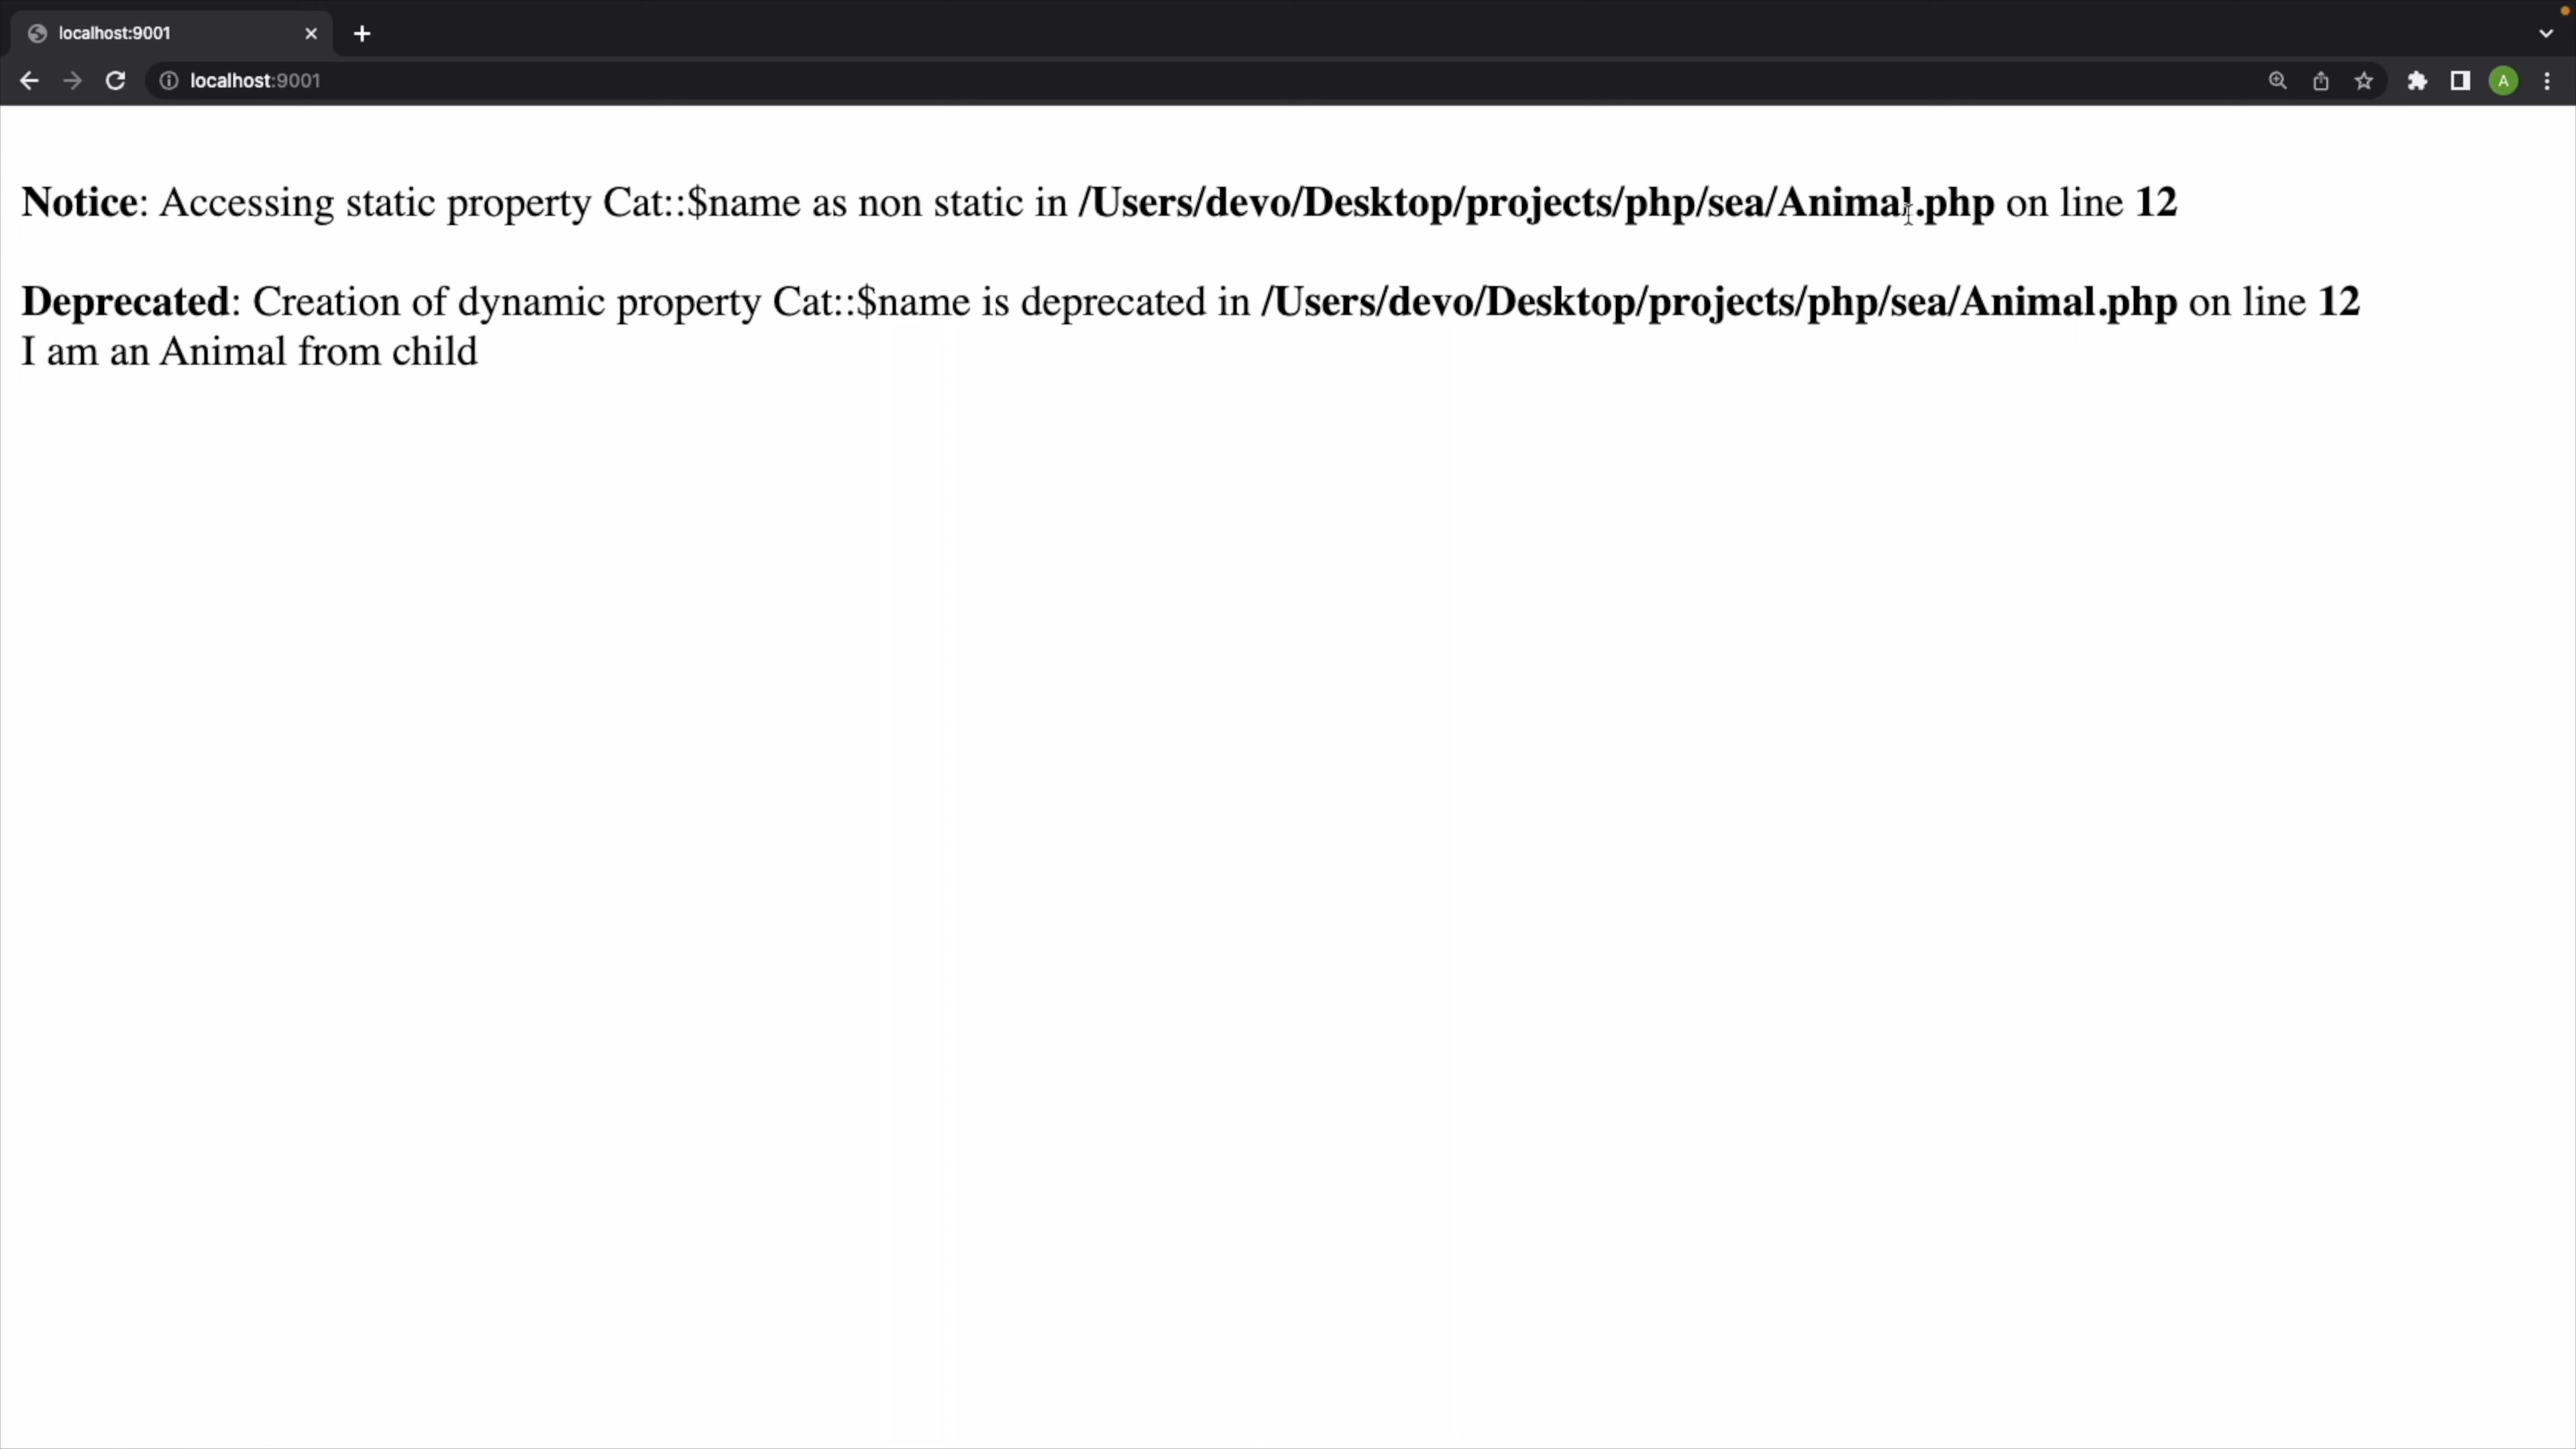 localhost:9001
localhost:9001
A
Notice: Accessing static property Cat::$name as non static in /Users/devo/Desktop/projects/php/sea/Animal.php on line 12
Deprecated: Creation of dynamic property Cat::$name is deprecated in /Users/devo/Desktop/projects/php/sea/Animal.php on line 12
I am an Animal from child